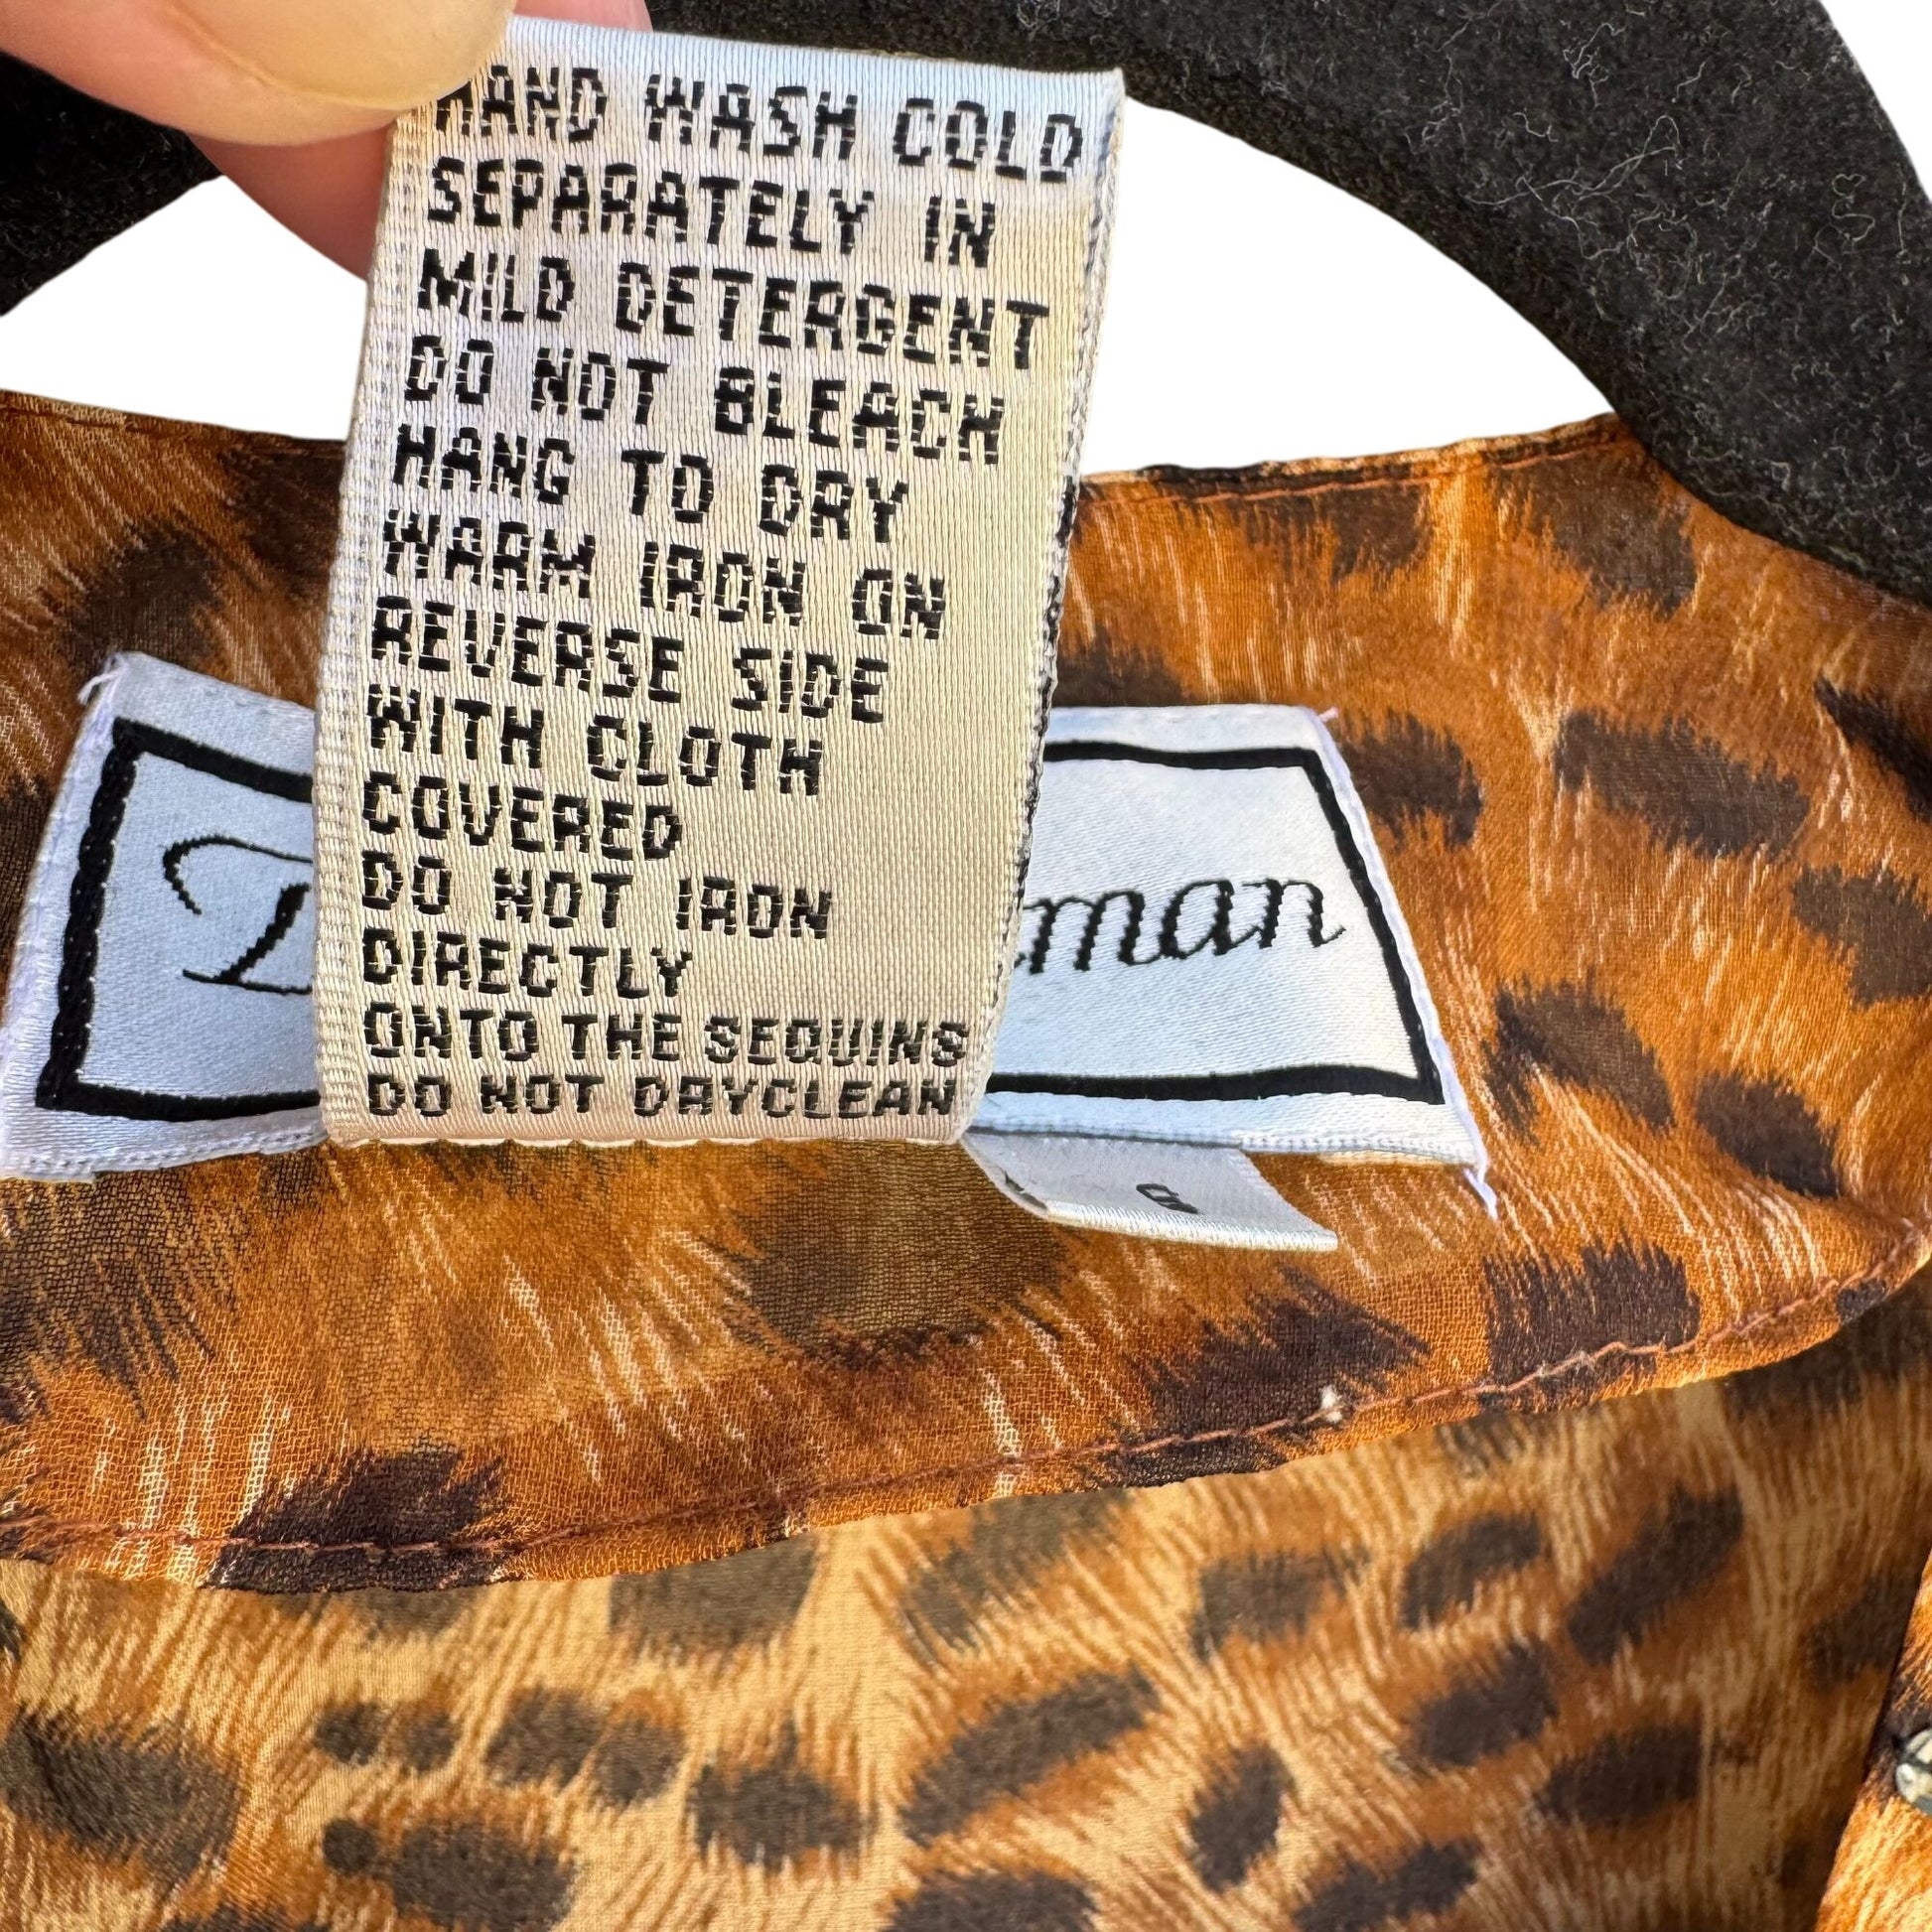 HAND WASH COLD
SEPARATELY IN
MILD DETERGENT
DO NOT BLEACH
HANG TO DRY
WARM IRON ON
REVERSE SIDE
WITH CLOTH
COVERED
DO NOT IRON
DIRECTLY
ONTO THE SEQUINS
DO NOT DRYCLEAN